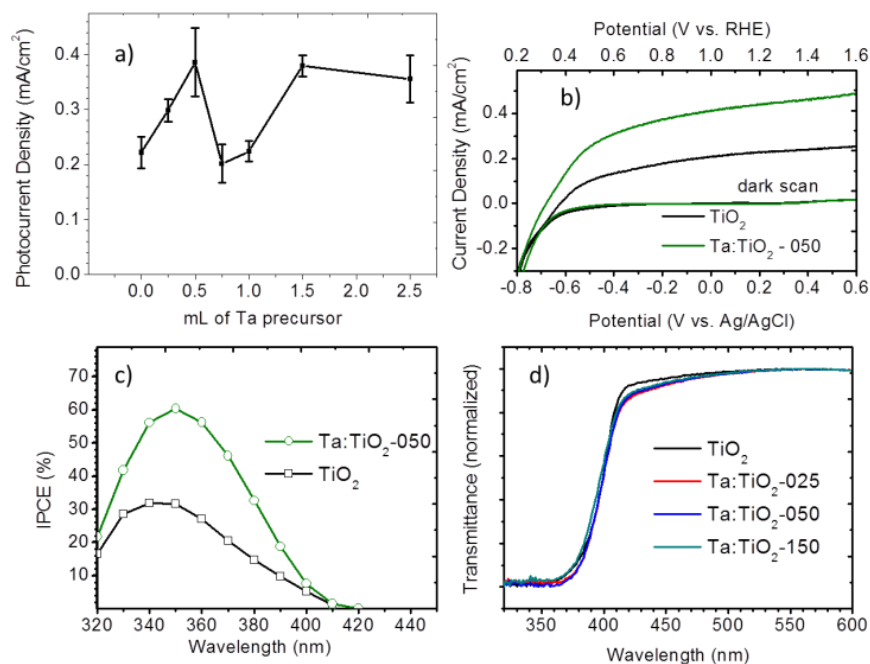 a)
Photocurrent Density (mA/cm²)
0.4
0.3
0.2
0.1
0.0
0.0 0.5 1.0 1.5 2.0 2.5
mL of Ta precursor
Potential (V vs. RHE)
0.2 0.4 0.6 0.8 1.0 1.2 1.4 1.6
b)
Current Density (mA/cm²)
0.6
0.4
0.2
0.0
-0.2
dark scan
TiO₂
Ta:TiO₂ - 050
-0.8 -0.6 -0.4 -0.2 0.0 0.2 0.4 0.6
Potential (V vs. Ag/AgCl)
c)
IPCE (%)
80
70
60
50
40
30
20
10
Ta:TiO₂-050
TiO₂
320 340 360 380 400 420 440
Wavelength (nm)
d)
Transmittance (normalized)
TiO₂
Ta:TiO₂-025
Ta:TiO₂-050
Ta:TiO₂-150
350 400 450 500 550 600
Wavelength (nm)